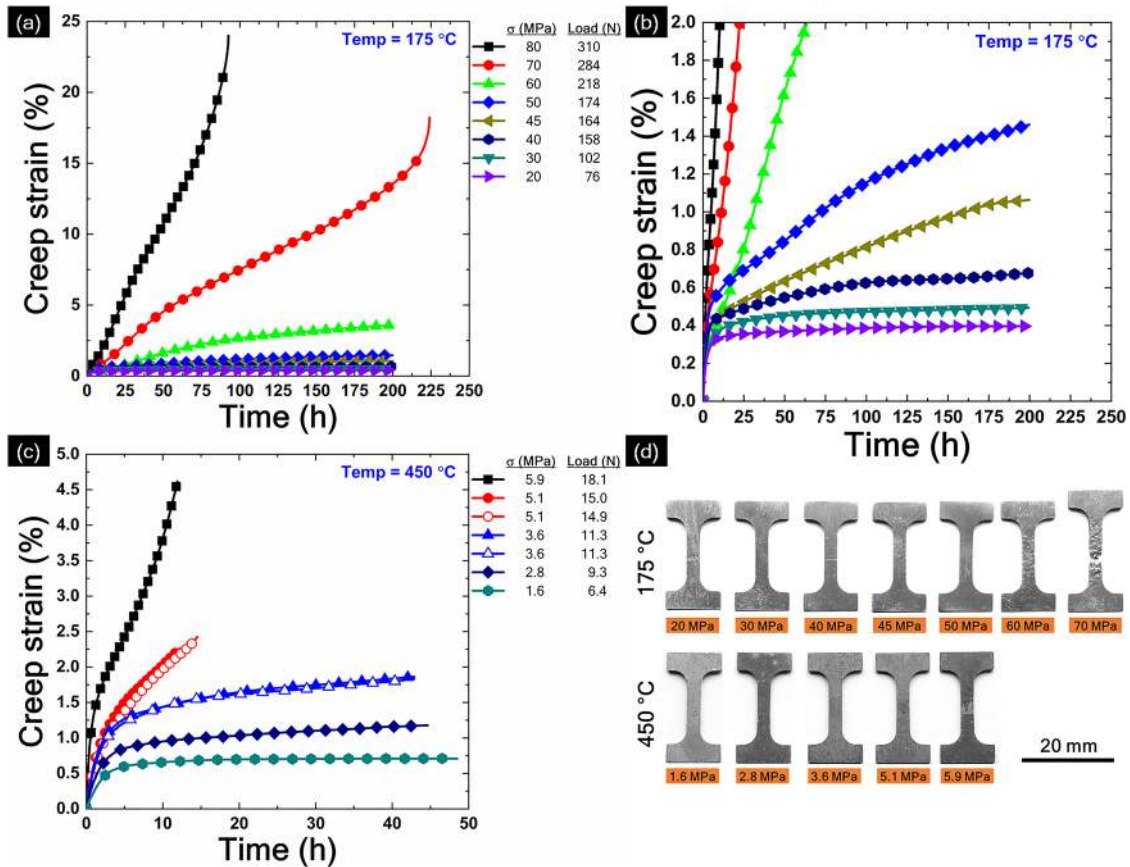 (a)
Temp = 175 °C
Creep strain (%)
25
20
15
10
5
0
0 25 50 75 100 125 150 175 200 225 250
Time (h)
σ (MPa) Load (N)
80 310
70 284
60 218
50 174
45 164
40 158
30 102
20 76
(b)
Temp = 175 °C
Creep strain (%)
2.0
1.8
1.6
1.4
1.2
1.0
0.8
0.6
0.4
0.2
0.0
0 25 50 75 100 125 150 175 200 225 250
Time (h)
(c)
Temp = 450 °C
Creep strain (%)
5.0
4.5
4.0
3.5
3.0
2.5
2.0
1.5
1.0
0.5
0.0
0 10 20 30 40 50
Time (h)
σ (MPa) Load (N)
5.9 18.1
5.1 15.0
5.1 14.9
3.6 11.3
3.6 11.3
2.8 9.3
1.6 6.4
(d)
175 °C
20 MPa 30 MPa 40 MPa 45 MPa 50 MPa 60 MPa 70 MPa
450 °C
1.6 MPa 2.8 MPa 3.6 MPa 5.1 MPa 5.9 MPa
20 mm